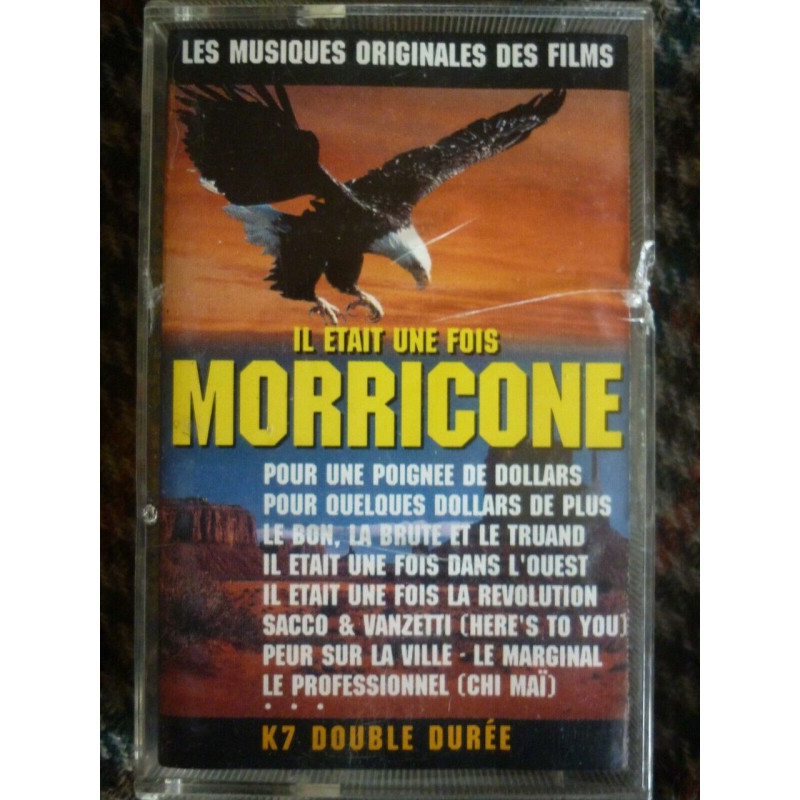 LES MUSIQUES ORIGINALES DES FILMS
IL ETAIT UNE FOIS
MORRICONE
POUR UNE POIGNEE DE DOLLARS
POUR QUELQUES DOLLARS DE PLUS
LE BON, LA BRUTE ET LE TRUAND
IL ETAIT UNE FOIS DANS L'OUEST
IL ETAIT UNE FOIS LA REVOLUTION
SACCO & VANZETTI (HERE'S TO YOU)
PEUR SUR LA VILLE - LE MARGINAL
LE PROFESSIONNEL (CHI MAÏ)
. . .
K7 DOUBLE DURÉE